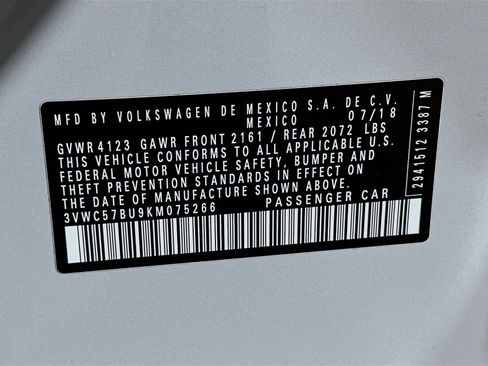 MFD BY VOLKSWAGEN DE MEXICO S.A. DE C.V.
MEXICO 07/18
GVWR 4123 GAWR FRONT 2161 / REAR 2072 LBS
THIS VEHICLE CONFORMS TO ALL APPLICABLE U.S.
FEDERAL MOTOR VEHICLE SAFETY, BUMPER AND
THEFT PREVENTION STANDARDS IN EFFECT ON
THE DATE OF MANUFACTURE SHOWN ABOVE
3VWC57BU9KM075266 PASSENGER CAR
2941512 3387 M